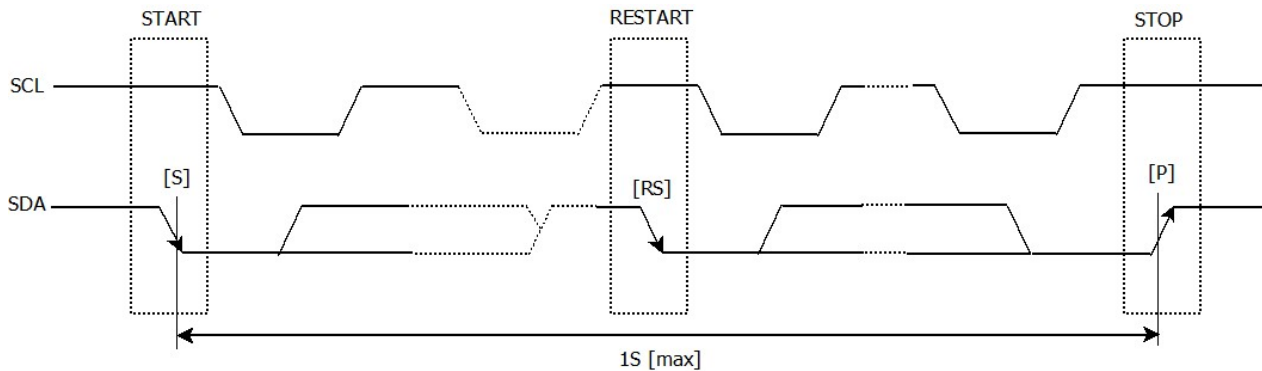 START
RESTART
STOP
SCL
[S]
[RS]
[P]
SDA
1S [max]